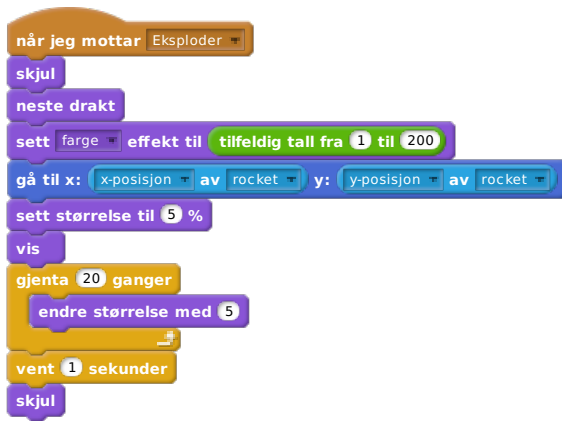 når jeg mottar Eksploder
skjul
neste drakt
sett farge effekt til tilfeldig tall fra 1 til 200
gå til x: x-posisjon av rocket y: y-posisjon av rocket
sett størrelse til 5 %
vis
gjenta 20 ganger
endre størrelse med 5
vent 1 sekunder
skjul